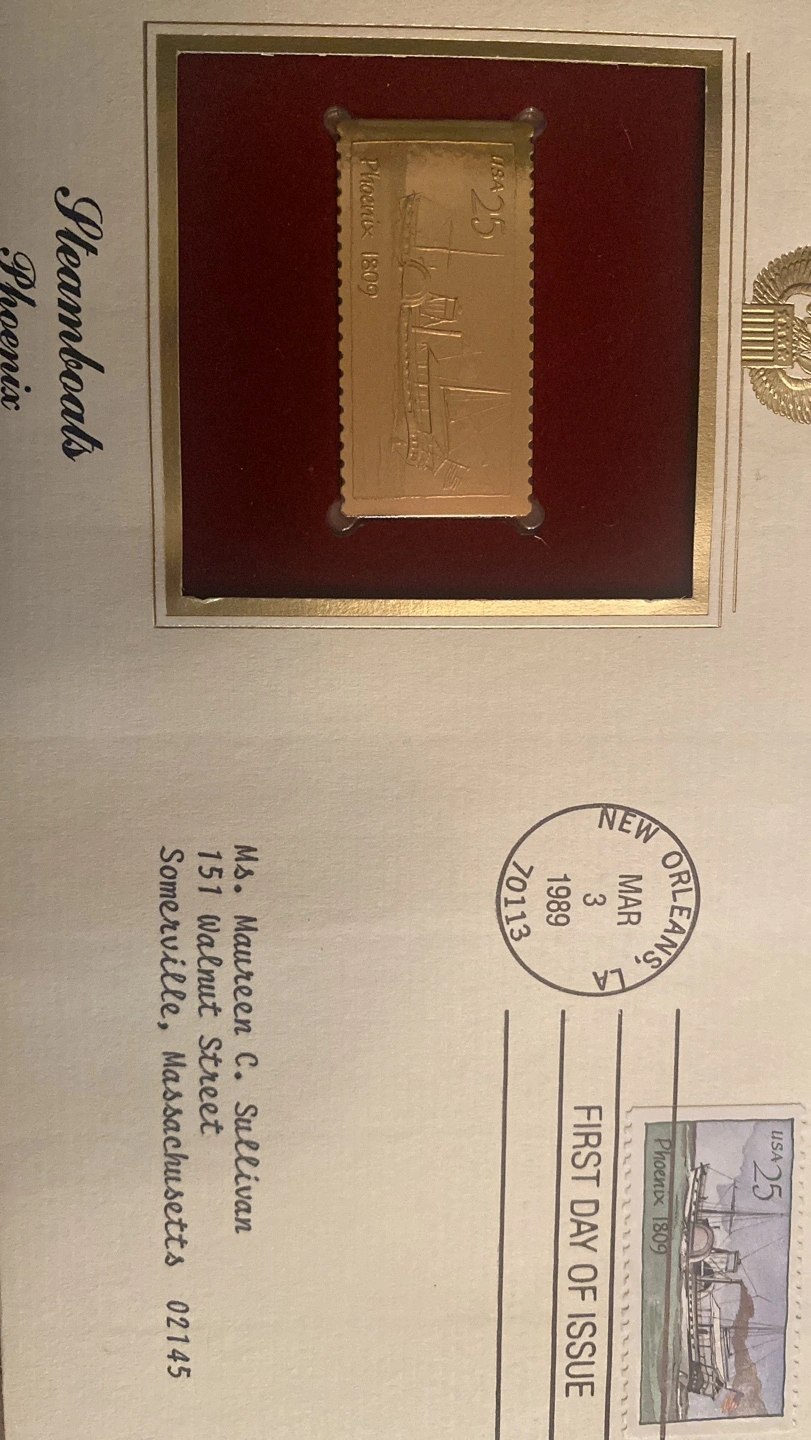 USA 25
Phoenix 1809
Steamboats
Phoenix
NEW ORLEANS, LA
MAR
3
1989
70113
FIRST DAY OF ISSUE
USA 25
Phoenix 1809
Ms. Maureen C. Sullivan
151 Walnut Street
Somerville, Massachusetts 02145